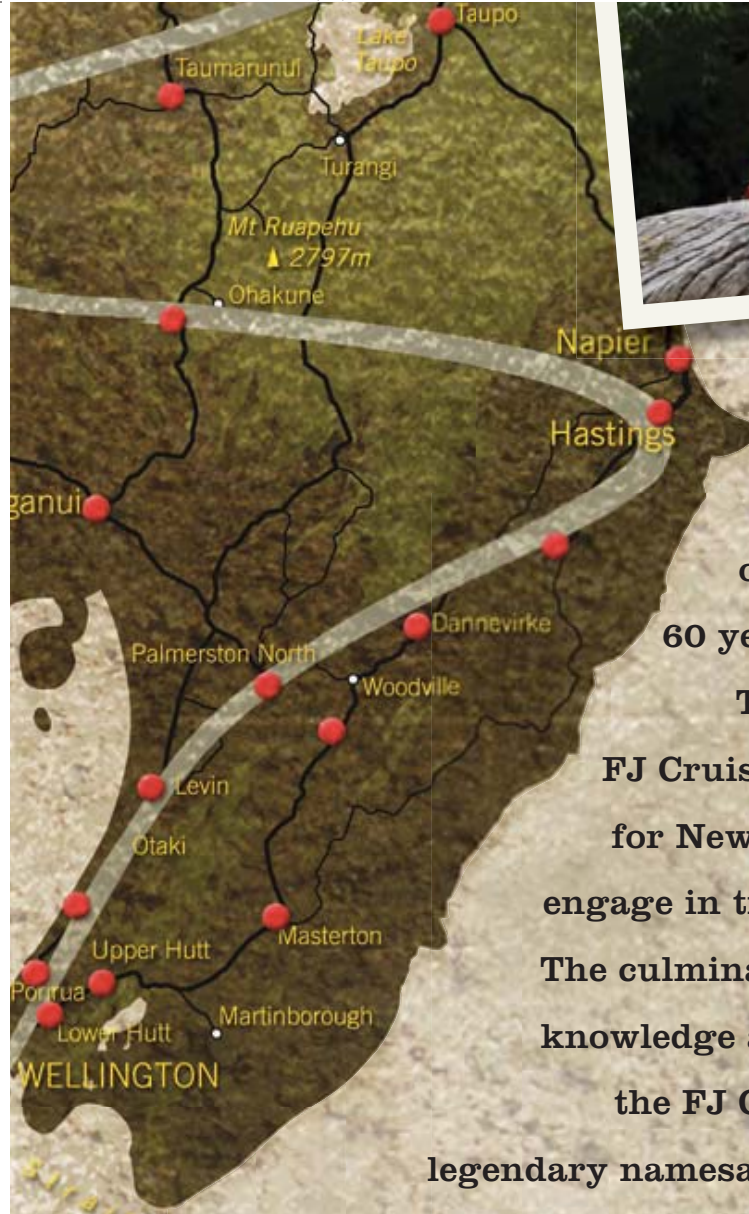 Taupo
Lake
Taupo
Taumarunui
Turangi
Mt Ruapehu
2797m
Ohakune
Napier
Hastings
ganui
Dannevirke
60 ye
Palmerston North
Woodville
T
FJ Cruis
Levin
for New
Otaki
engage in t
Masterton
Upper Hutt
The culmina
Porirua
Martinborough
Lower Hutt
knowledge
WELLINGTON
the FJ C
legendary namesa
Strai